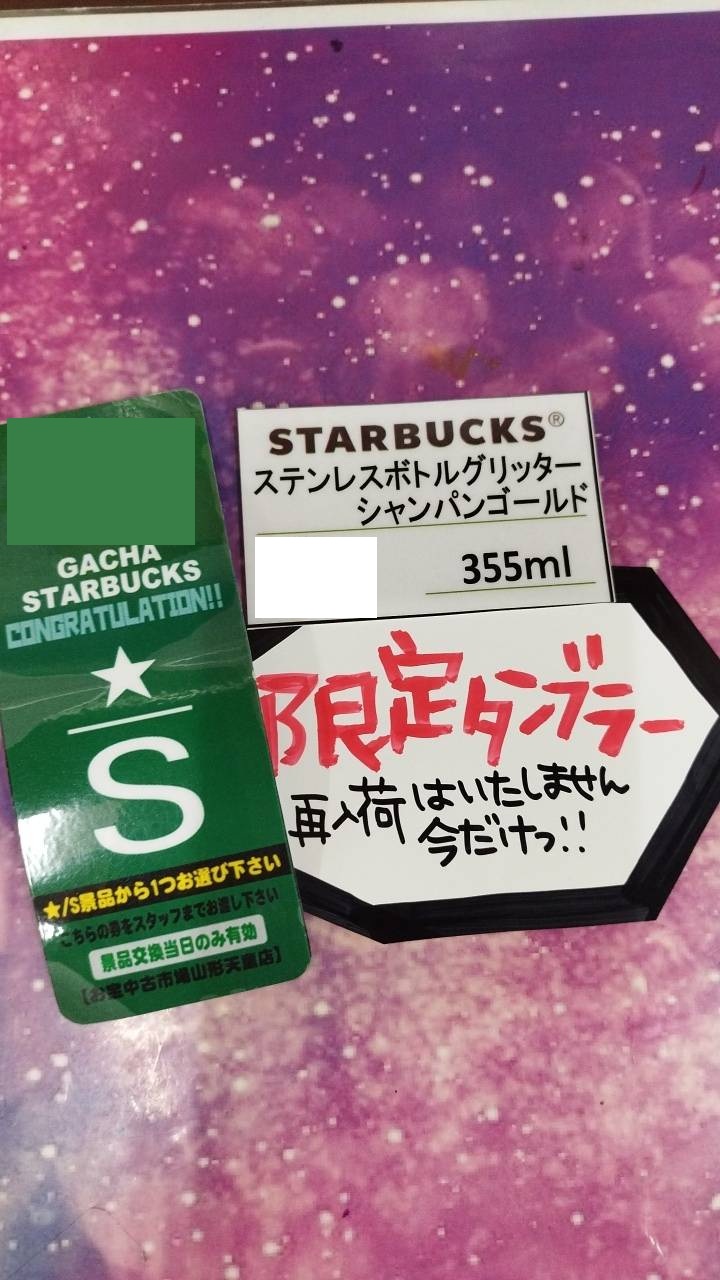 GACHA
STARBUCKS
CONGRATULATION!!
★
S
★/S景品から1つお選び下さい
こちらの券をスタッフまでお渡し下さい
景品交換当日のみ有効
【お宝中古市場山形天童店】
STARBUCKS®
ステンレスボトルグリッター
シャンパンゴールド
355ml
限定タンブラー
再入荷はいたしません
今だけっ!!